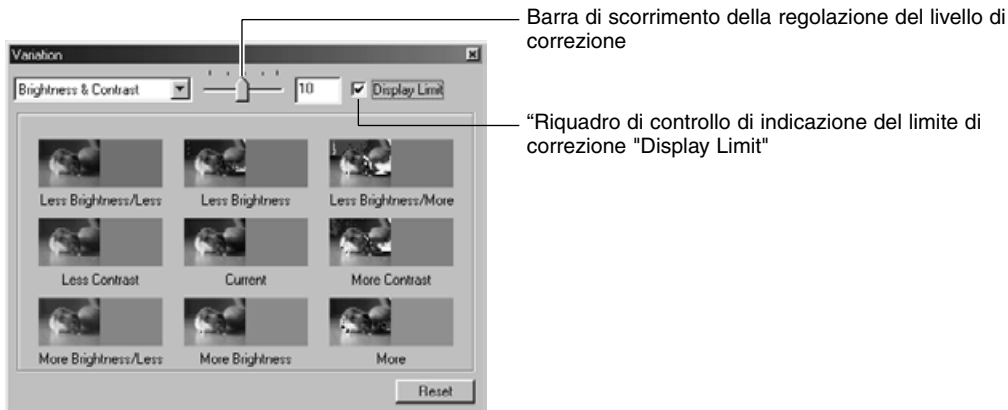 Barra di scorrimento della regolazione del livello di
correzione
Variation
Brightness & Contrast
10
Display Limit
“Riquadro di controllo di indicazione del limite di
correzione "Display Limit"
Less Brightness/Less
Less Brightness
Less Brightness/More
Less Contrast
Current
More Contrast
More Brightness/Less
More Brightness
More
Reset